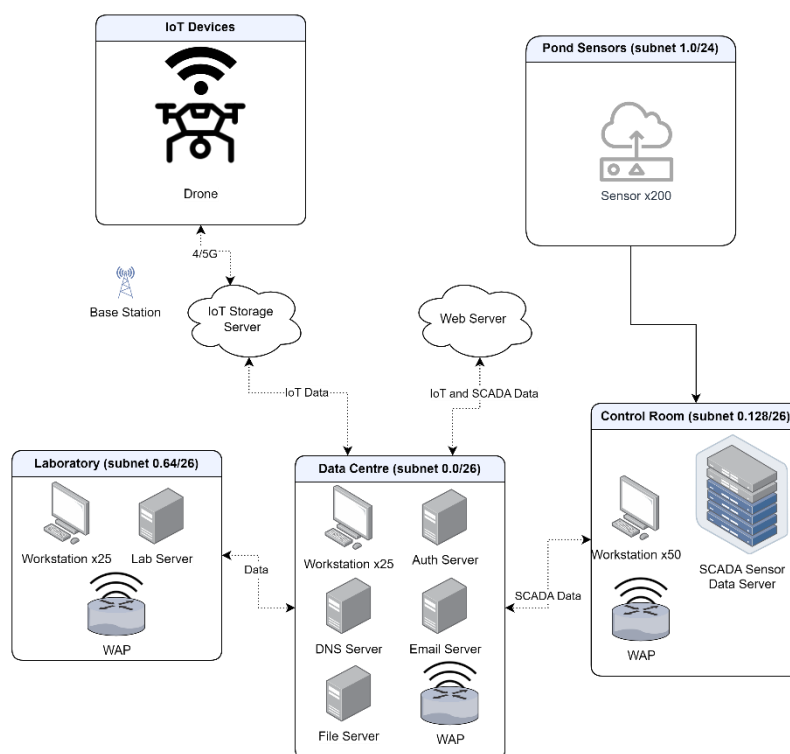 IoT Devices
Drone
Pond Sensors (subnet 1.0/24)
Sensor x200
4/5G
Base Station
IoT Storage
Server
Web Server
IoT Data
IoT and SCADA Data
Control Room (subnet 0.128/26)
Workstation x50
SCADA Sensor
Data Server
WAP
Laboratory (subnet 0.64/26)
Workstation x25
Lab Server
WAP
Data
Data Centre (subnet 0.0/26)
Workstation x25
Auth Server
DNS Server
Email Server
File Server
WAP
SCADA Data